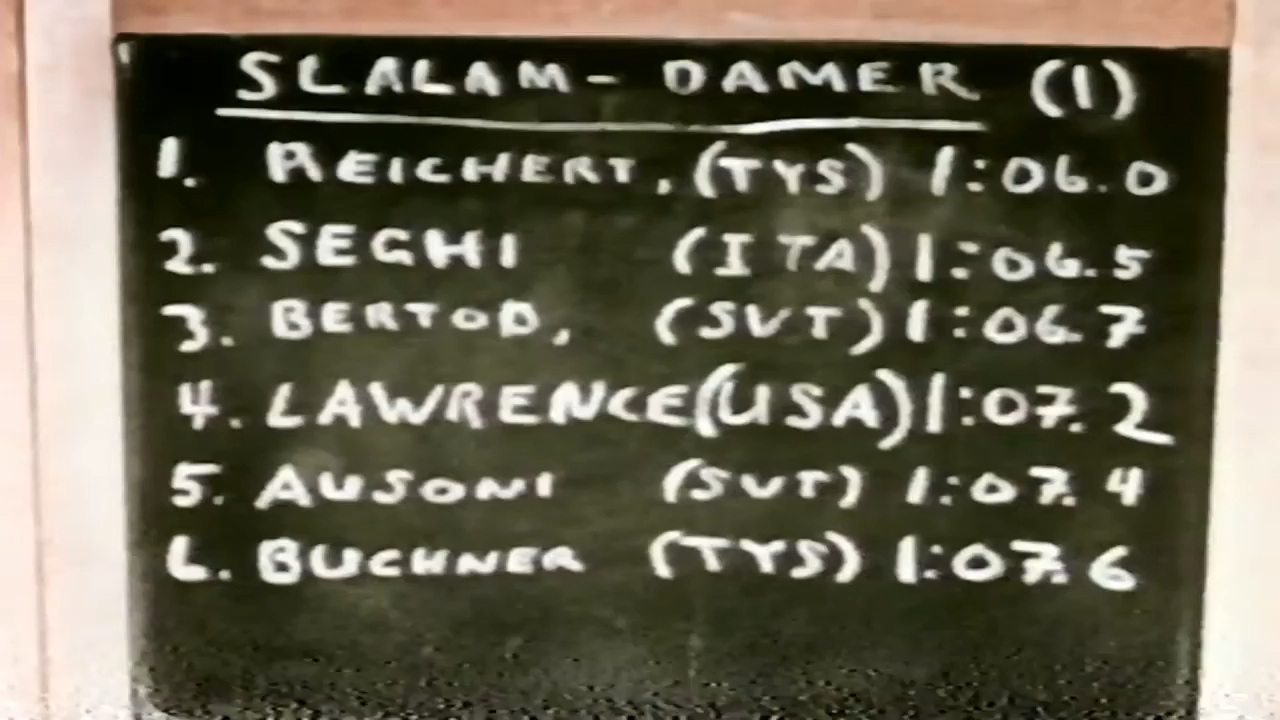 SLALAM - DAMER (1)
1. REICHERT, (TYS) 1:06.0
2. SEGHI (ITA) 1:06.5
3. BERTOD, (SVT) 1:06.7
4. LAWRENCE (USA) 1:07.2
5. AUSONI (SVT) 1:07.4
6. BUCHNER (TYS) 1:07.6